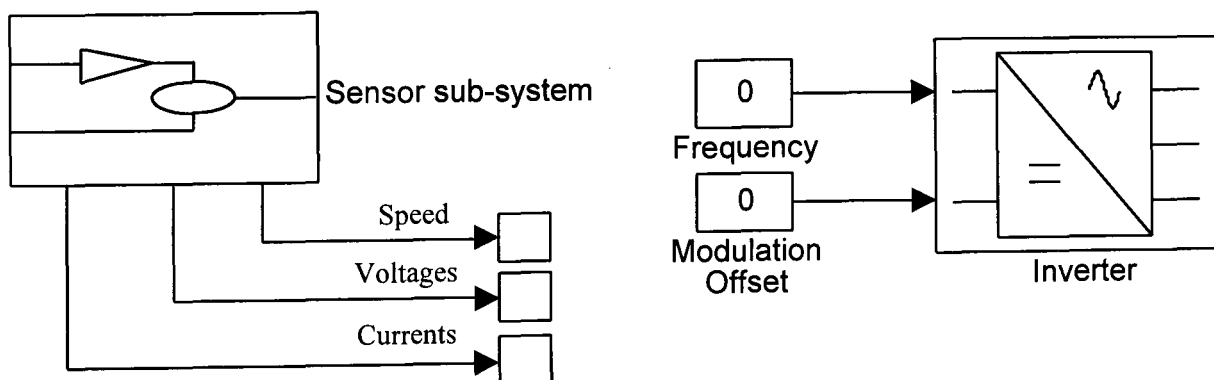 Sensor sub-system
Speed
Voltages
Currents
0
Frequency
0
Modulation
Offset
Inverter